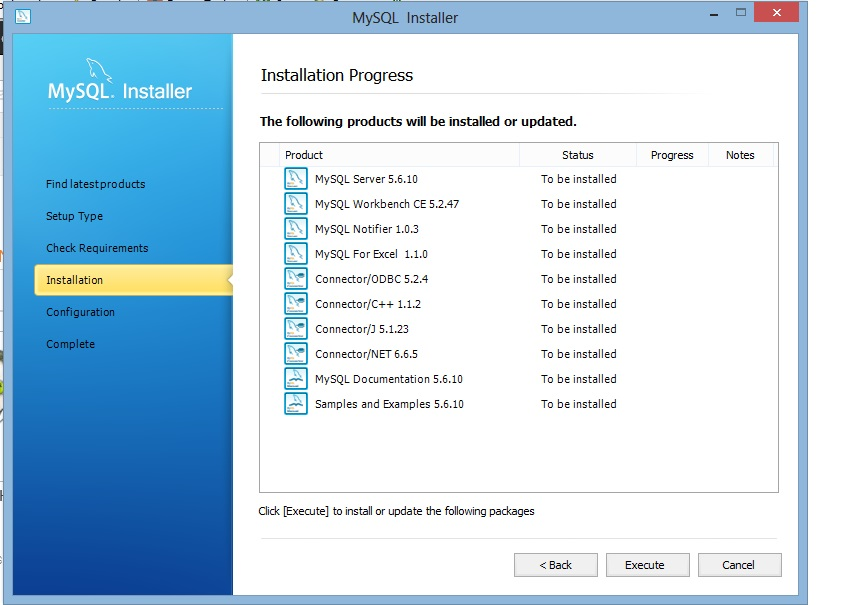 MySQL Installer
MySQL. Installer
Find latest products
Setup Type
Check Requirements
Installation
Configuration
Complete
Installation Progress
The following products will be installed or updated.
Product Status Progress Notes
MySQL Server 5.6.10 To be installed
MySQL Workbench CE 5.2.47 To be installed
MySQL Notifier 1.0.3 To be installed
MySQL For Excel 1.1.0 To be installed
Connector/ODBC 5.2.4 To be installed
Connector/C++ 1.1.2 To be installed
Connector/J 5.1.23 To be installed
Connector/NET 6.6.5 To be installed
MySQL Documentation 5.6.10 To be installed
Samples and Examples 5.6.10 To be installed
Click [Execute] to install or update the following packages
< Back Execute Cancel